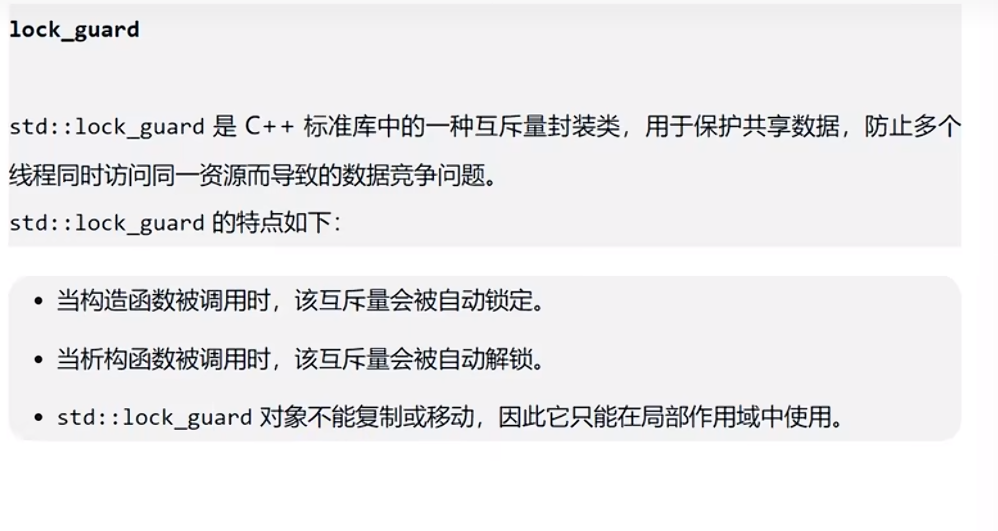 lock_guard
std::lock_guard 是 C++ 标准库中的一种互斥量封装类，用于保护共享数据，防止多个
线程同时访问同一资源而导致的数据竞争问题。
std::lock_guard 的特点如下：
• 当构造函数被调用时，该互斥量会被自动锁定。
• 当析构函数被调用时，该互斥量会被自动解锁。
• std::lock_guard 对象不能复制或移动，因此它只能在局部作用域中使用。